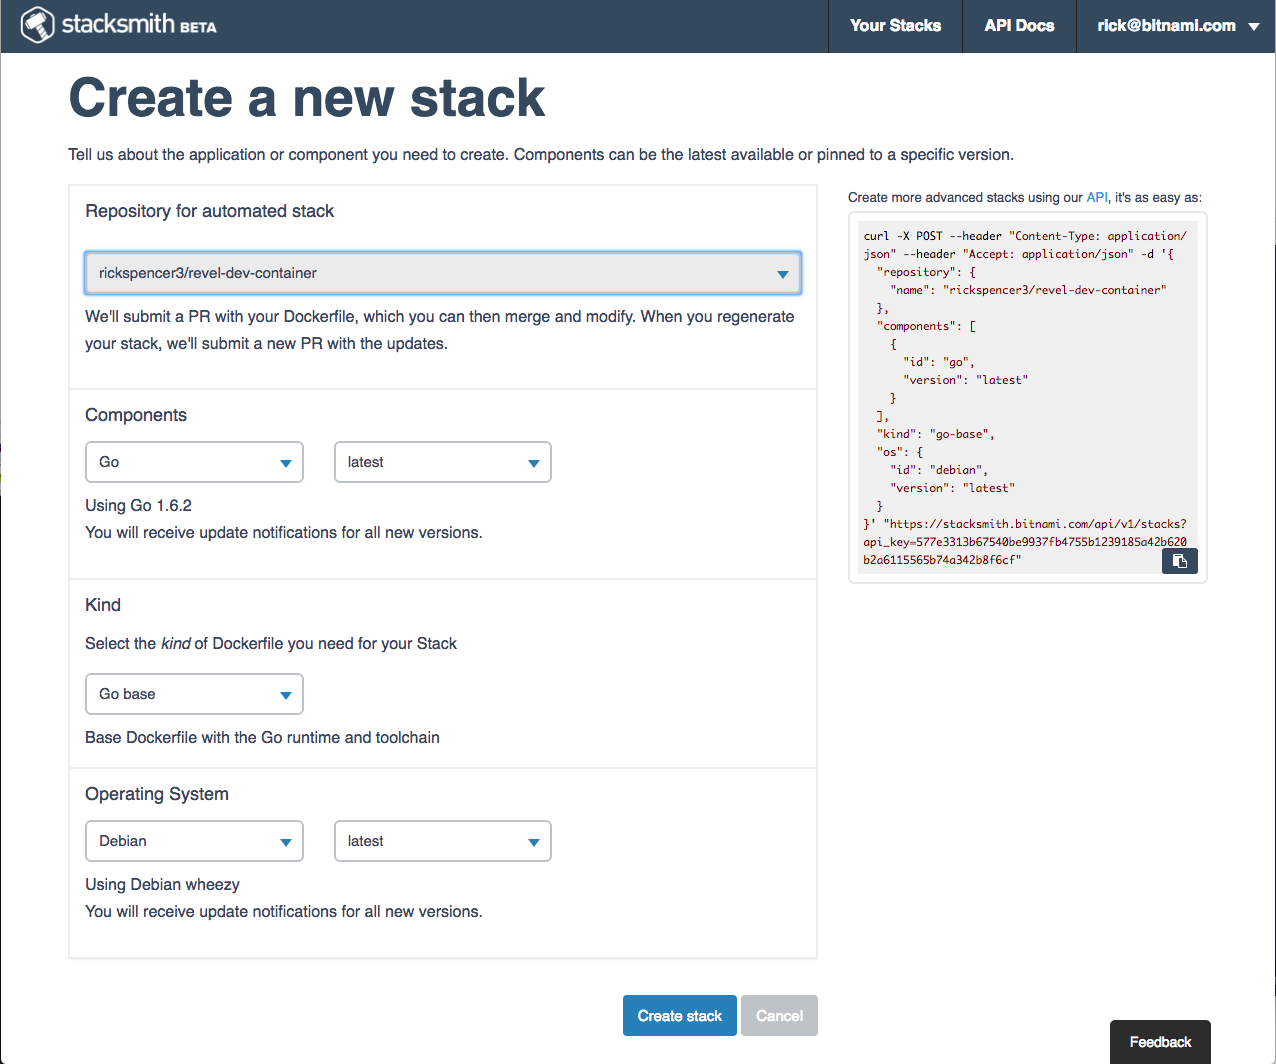 stacksmith BETA
Your Stacks
API Docs
rick@bitnami.com
Create a new stack
Tell us about the application or component you need to create. Components can be the latest available or pinned to a specific version.
Repository for automated stack
rickspencer3/revel-dev-container
We'll submit a PR with your Dockerfile, which you can then merge and modify. When you regenerate
your stack, we'll submit a new PR with the updates.
Components
Go
latest
Using Go 1.6.2
You will receive update notifications for all new versions.
Kind
Select the kind of Dockerfile you need for your Stack
Go base
Base Dockerfile with the Go runtime and toolchain
Operating System
Debian
latest
Using Debian wheezy
You will receive update notifications for all new versions.
Create stack
Cancel
Create more advanced stacks using our API, it's as easy as:
curl -X POST --header "Content-Type: application/
json" --header "Accept: application/json" -d '{
"repository": {
"name": "rickspencer3/revel-dev-container"
},
"components": [
{
"id": "go",
"version": "latest"
}
],
"kind": "go-base",
"os": {
"id": "debian",
"version": "latest"
}
}' "https://stacksmith.bitnami.com/api/v1/stacks?
api_key=577e3313b67540be9937fb4755b1239185a42b620
b2a6115565b74a342b8f6cf"
Feedback